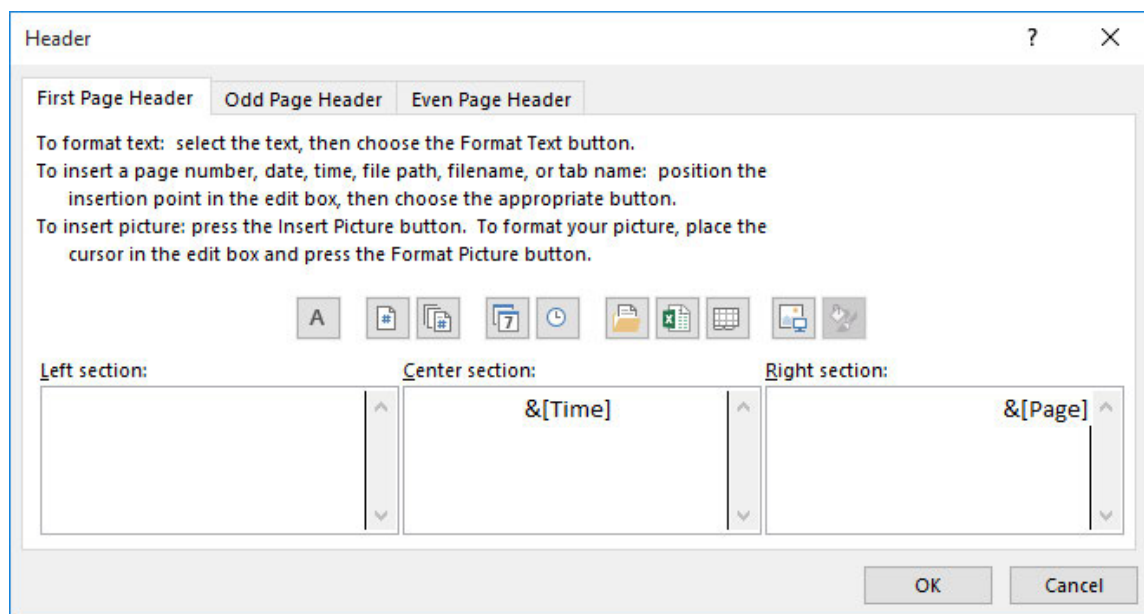 Header
First Page Header Odd Page Header Even Page Header
To format text: select the text, then choose the Format Text button.
To insert a page number, date, time, file path, filename, or tab name: position the
insertion point in the edit box, then choose the appropriate button.
To insert picture: press the Insert Picture button. To format your picture, place the
cursor in the edit box and press the Format Picture button.
A # # 7
Left section: Center section: Right section:
&[Time] &[Page]
OK Cancel